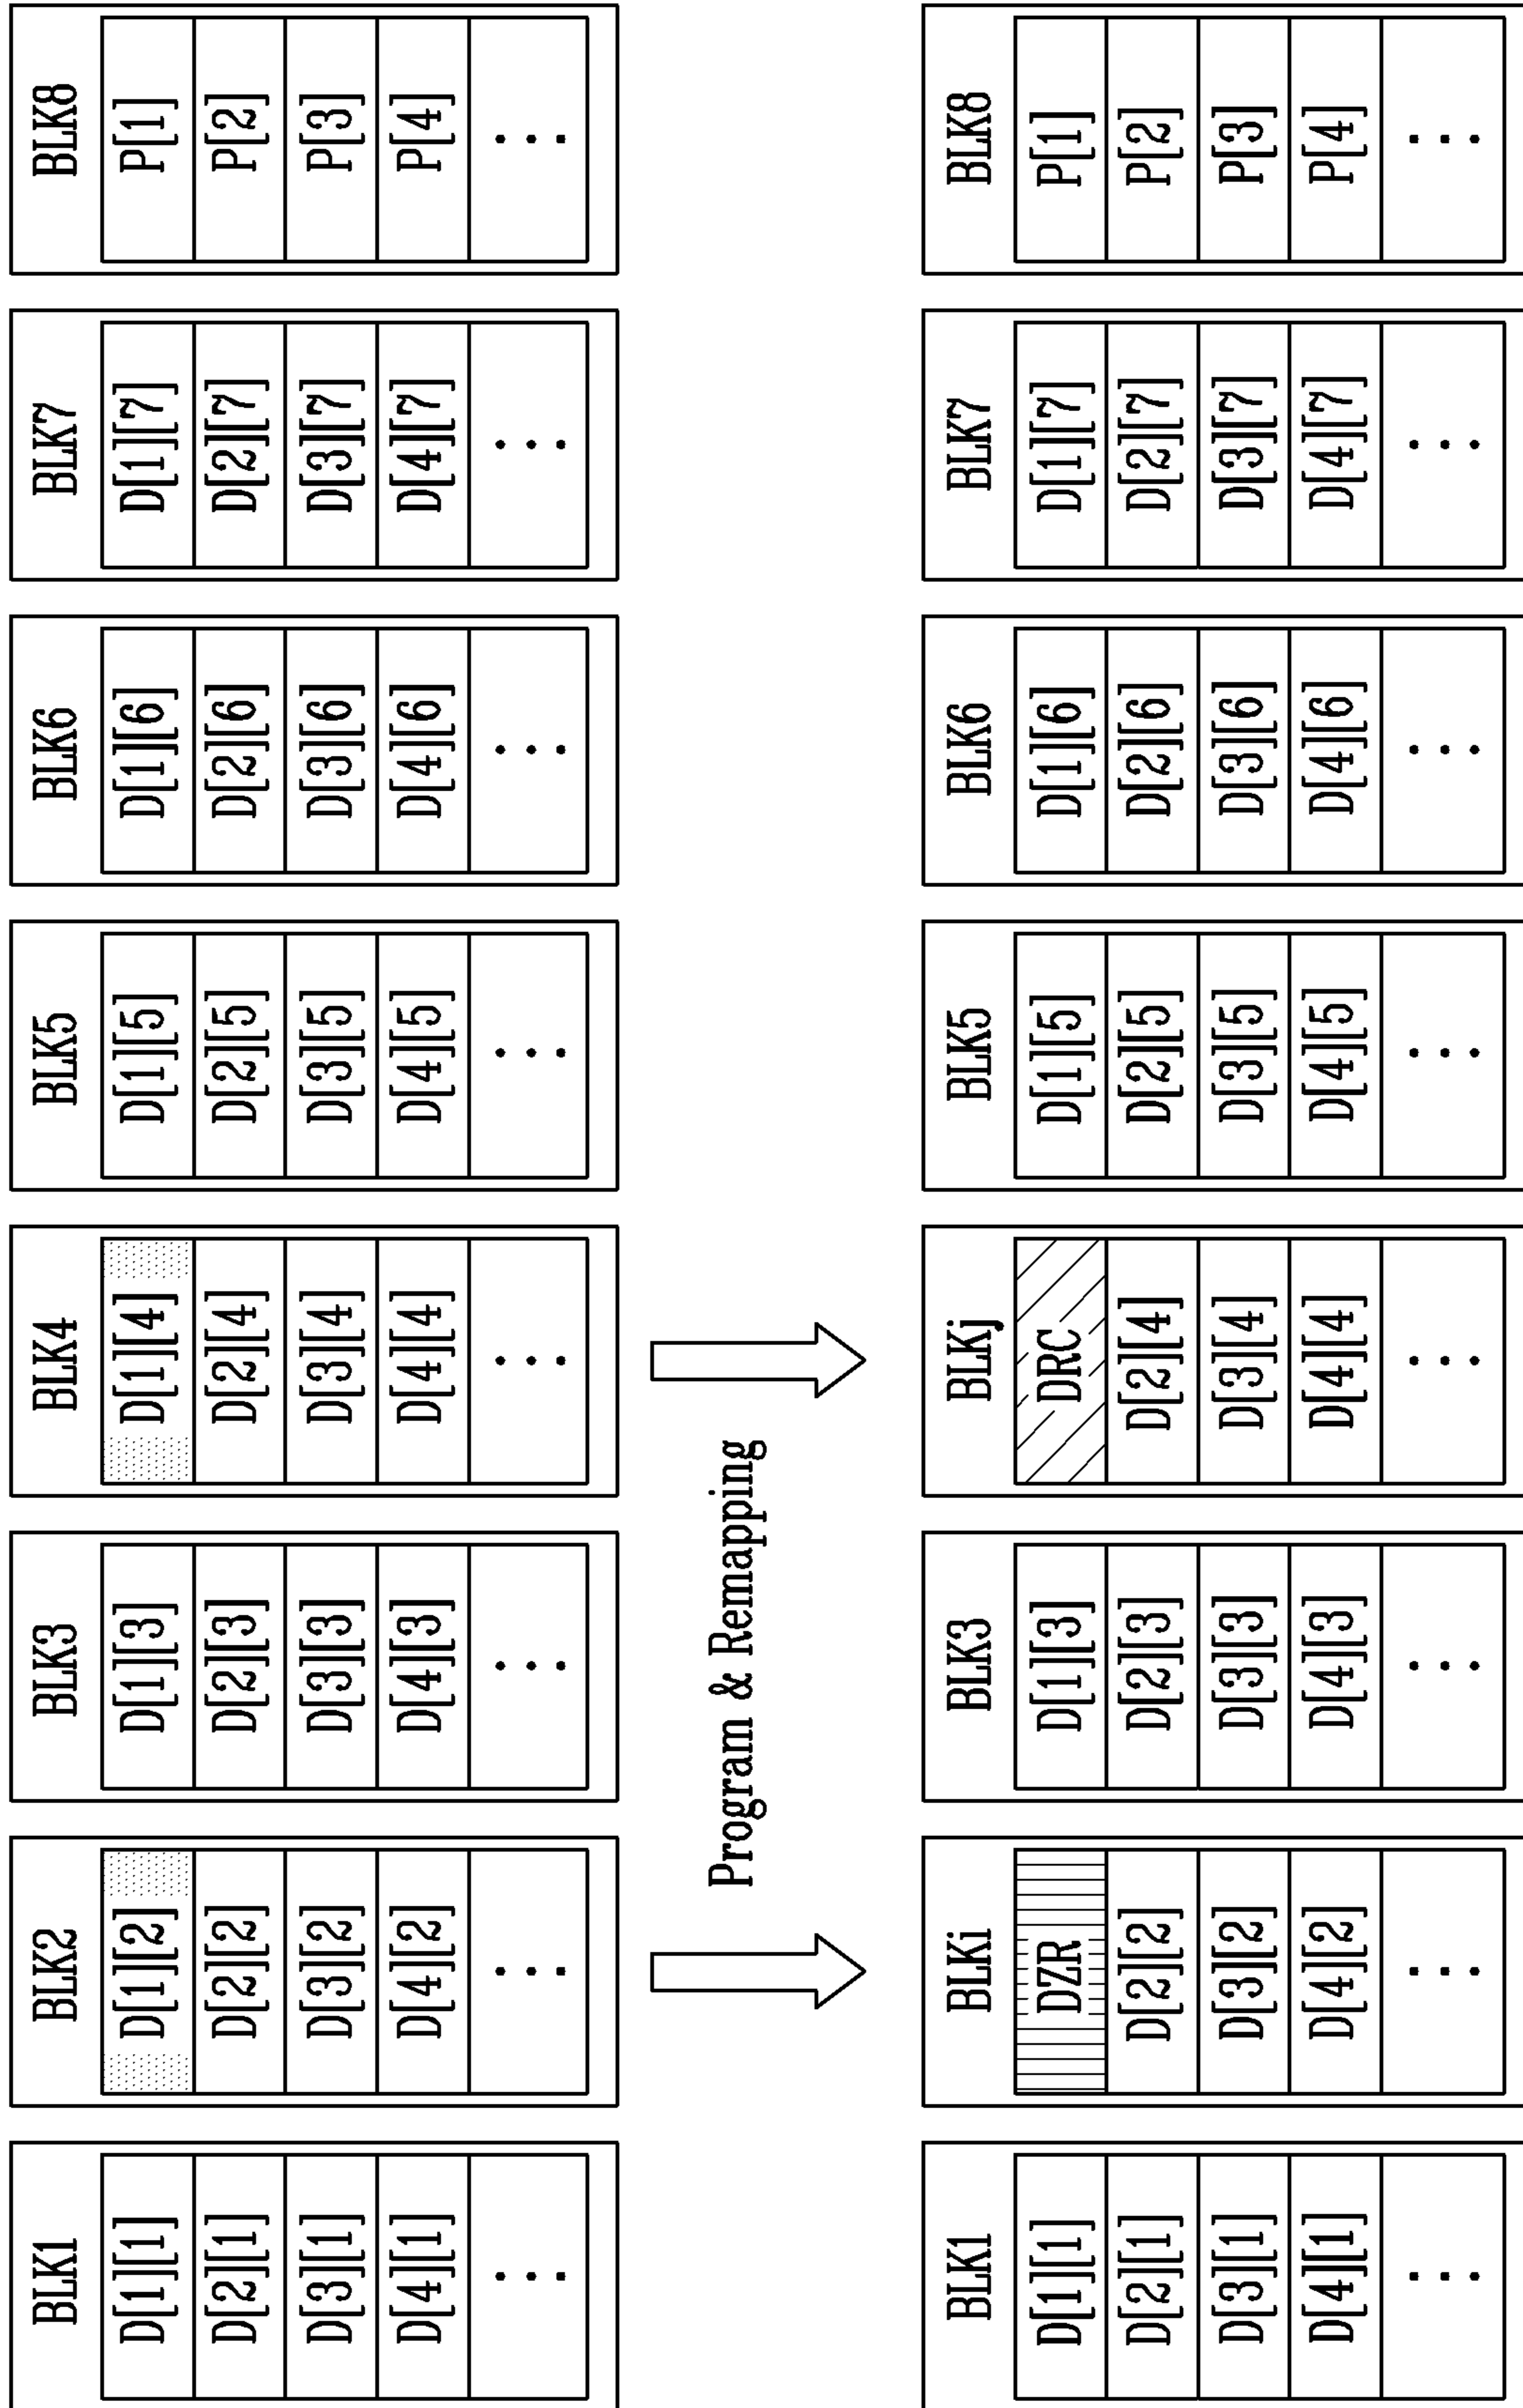 BLK1 BLK2 BLK3 BLK4 BLK5 BLK6 BLK7 BLK8
D[1][1] D[1][2] D[1][3] D[1][4] D[1][5] D[1][6] D[1][7] P[1]
D[2][1] D[2][2] D[2][3] D[2][4] D[2][5] D[2][6] D[2][7] P[2]
D[3][1] D[3][2] D[3][3] D[3][4] D[3][5] D[3][6] D[3][7] P[3]
D[4][1] D[4][2] D[4][3] D[4][4] D[4][5] D[4][6] D[4][7] P[4]
Program & Remapping
BLK1 BLKi BLK3 BLKj BLK5 BLK6 BLK7 BLK8
D[1][1] DZR D[1][3] DRC D[1][5] D[1][6] D[1][7] P[1]
D[2][1] D[2][2] D[2][3] D[2][4] D[2][5] D[2][6] D[2][7] P[2]
D[3][1] D[3][2] D[3][3] D[3][4] D[3][5] D[3][6] D[3][7] P[3]
D[4][1] D[4][2] D[4][3] D[4][4] D[4][5] D[4][6] D[4][7] P[4]